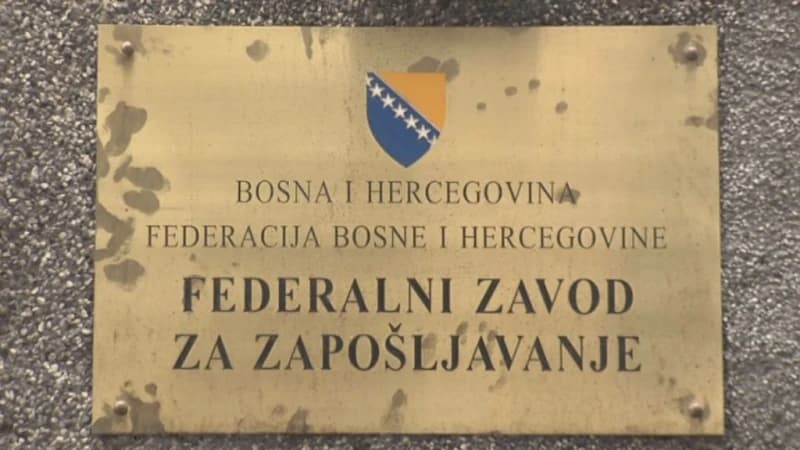 BOSNA I HERCEGOVINA
FEDERACIJA BOSNE I HERCEGOVINE
FEDERALNI ZAVOD
ZA ZAPOŠLJAVANJE